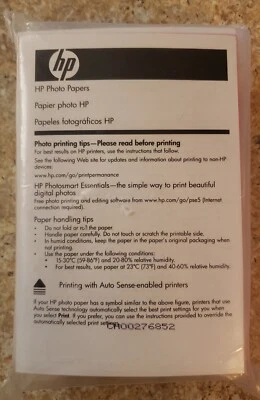 hp
HP Photo Papers
Papier photo HP
Papeles fotográficos HP
Photo printing tips—Please read before printing
For best results on HP printers, use the instructions that follow.
See the following Web site for updates and information about printing to non-HP
devices:
www.hp.com/go/printpermanence
HP Photosmart Essentials—the simple way to print beautiful
digital photos
Free photo printing and editing software from www.hp.com/go/pse5 (Internet
connection required).
Paper handling tips
• Do not fold or roll the paper.
• Handle paper carefully. Do not touch or scratch the printable side.
• In humid conditions, keep the paper in your paper's original packaging when
not printing.
• Use the paper under the following conditions:
• 15-30°C (59-86°F) and 20-80% relative humidity.
• For best results, use paper at 23°C (73°F) and 40-60% relative humidity.
Printing with Auto Sense-enabled printers
If your HP photo paper has a symbol similar to the above figure, printers that use
Auto Sense technology automatically select the best print settings for you when
you select Print. If you prefer, you can use the instructions provided to override the
automatically selected print settings.
CN00276852